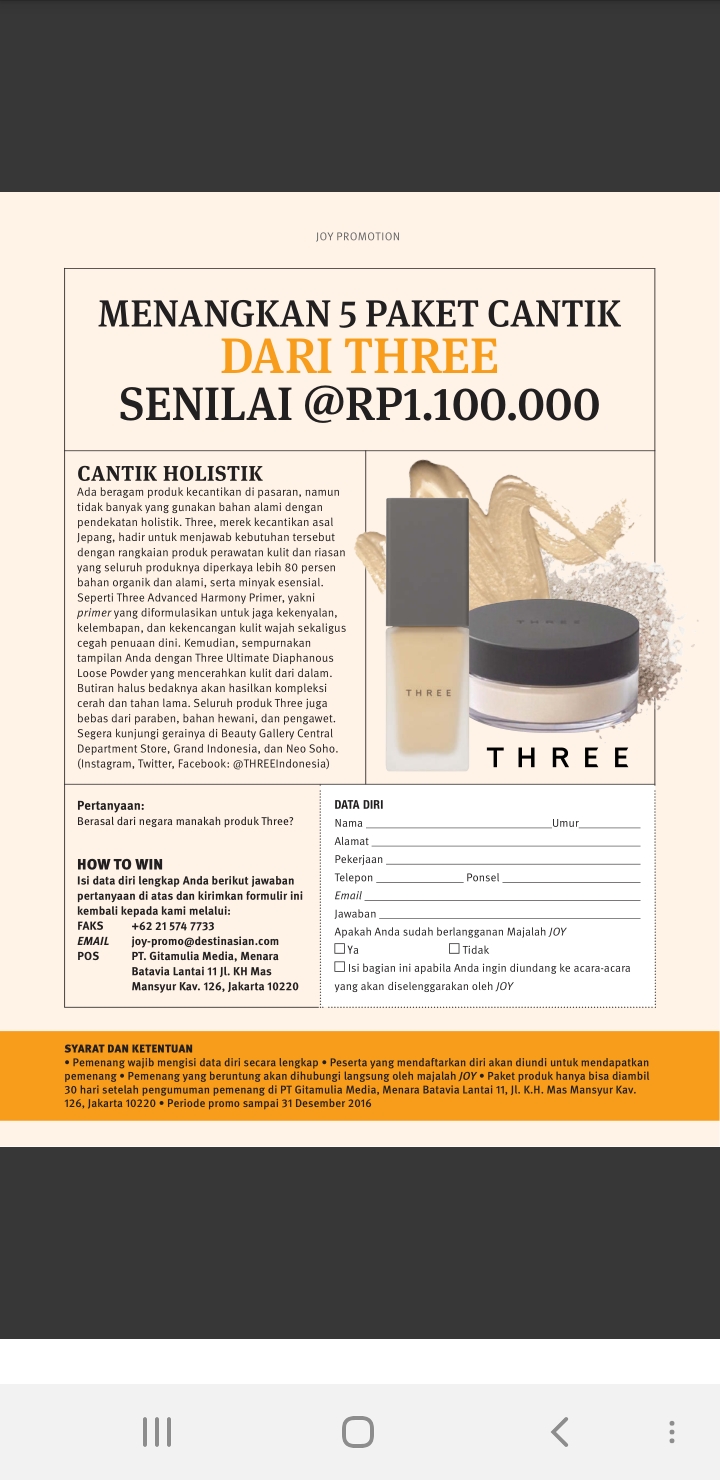 JOY PROMOTION
MENANGKAN 5 PAKET CANTIK
DARI THREE
SENILAI @RP1.100.000
CANTIK HOLISTIK
Ada beragam produk kecantikan di pasaran, namun
tidak banyak yang gunakan bahan alami dengan
pendekatan holistik. Three, merek kecantikan asal
Jepang, hadir untuk menjawab kebutuhan tersebut
dengan rangkaian produk perawatan kulit dan riasan
yang seluruh produknya diperkaya lebih 80 persen
bahan organik dan alami, serta minyak esensial.
Seperti Three Advanced Harmony Primer, yakni
primer yang diformulasikan untuk jaga kekenyalan,
kelembapan, dan kekencangan kulit wajah sekaligus
cegah penuaan dini. Kemudian, sempurnakan
tampilan Anda dengan Three Ultimate Diaphanous
Loose Powder yang mencerahkan kulit dari dalam.
Butiran halus bedaknya akan hasilkan kompleksi
cerah dan tahan lama. Seluruh produk Three juga
bebas dari paraben, bahan hewani, dan pengawet.
Segera kunjungi gerainya di Beauty Gallery Central
Department Store, Grand Indonesia, dan Neo Soho.
(Instagram, Twitter, Facebook: @THREEIndonesia)
THREE
THREE
THREE
Pertanyaan:
Berasal dari negara manakah produk Three?
HOW TO WIN
Isi data diri lengkap Anda berikut jawaban
pertanyaan di atas dan kirimkan formulir ini
kembali kepada kami melalui:
FAKS +62 21 574 7733
EMAIL joy-promo@destinasian.com
POS PT. Gitamulia Media, Menara
Batavia Lantai 11 Jl. KH Mas
Mansyur Kav. 126, Jakarta 10220
DATA DIRI
Nama Umur
Alamat
Pekerjaan
Telepon Ponsel
Email
Jawaban
Apakah Anda sudah berlangganan Majalah JOY
Ya Tidak
Isi bagian ini apabila Anda ingin diundang ke acara-acara
yang akan diselenggarakan oleh JOY
SYARAT DAN KETENTUAN
• Pemenang wajib mengisi data diri secara lengkap • Peserta yang mendaftarkan diri akan diundi untuk mendapatkan
pemenang • Pemenang yang beruntung akan dihubungi langsung oleh majalah JOY • Paket produk hanya bisa diambil
30 hari setelah pengumuman pemenang di PT Gitamulia Media, Menara Batavia Lantai 11, Jl. K.H. Mas Mansyur Kav.
126, Jakarta 10220 • Periode promo sampai 31 Desember 2016